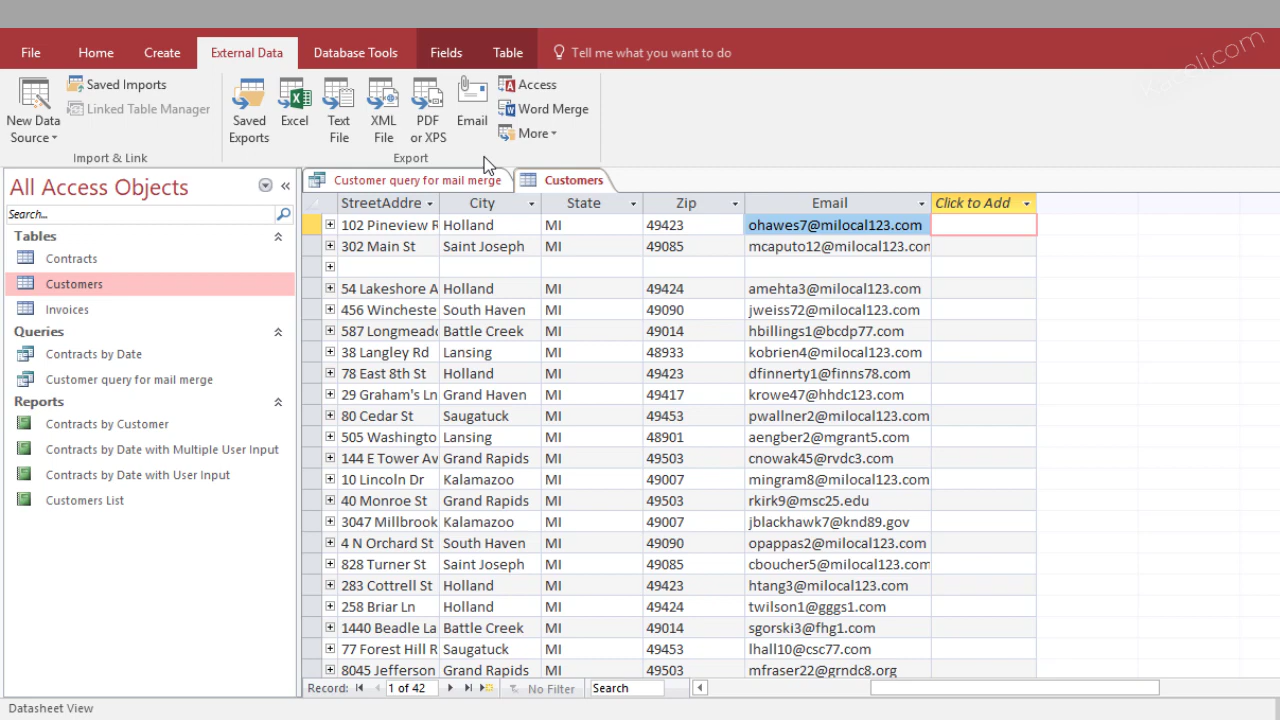 File Home Create External Data Database Tools Fields Table Tell me what you want to do
New Data Source
Saved Imports
Linked Table Manager
Import & Link
Saved Exports
Excel
Text File
XML File
PDF or XPS
Email
Access
Word Merge
More
Export
All Access Objects
Search...
Tables
Contracts
Customers
Invoices
Queries
Contracts by Date
Customer query for mail merge
Reports
Contracts by Customer
Contracts by Date with Multiple User Input
Contracts by Date with User Input
Customers List
Customer query for mail merge Customers
StreetAddre City State Zip Email Click to Add
102 Pineview R Holland MI 49423 ohawes7@milocal123.com
302 Main St Saint Joseph MI 49085 mcaputo12@milocal123.con
54 Lakeshore A Holland MI 49424 amehta3@milocal123.com
456 Wincheste South Haven MI 49090 jweiss72@milocal123.com
587 Longmeadc Battle Creek MI 49014 hbillings1@bcdp77.com
38 Langley Rd Lansing MI 48933 kobrien4@milocal123.com
78 East 8th St Holland MI 49423 dfinnerty1@finns78.com
29 Graham's Ln Grand Haven MI 49417 krowe47@hhdc123.com
80 Cedar St Saugatuck MI 49453 pwallner2@milocal123.com
505 Washingto Lansing MI 48901 aengber2@mgrant5.com
144 E Tower Av Grand Rapids MI 49503 cnowak45@rvdc3.com
10 Lincoln Dr Kalamazoo MI 49007 mingram8@milocal123.com
40 Monroe St Grand Rapids MI 49503 rkirk9@msc25.edu
3047 Millbrook Kalamazoo MI 49007 jblackhawk7@knd89.gov
4 N Orchard St South Haven MI 49090 opappas2@milocal123.com
828 Turner St Saint Joseph MI 49085 cboucher5@milocal123.com
283 Cottrell St Holland MI 49423 htang3@milocal123.com
258 Briar Ln Holland MI 49424 twilson1@gggs1.com
1440 Beadle La Battle Creek MI 49014 sgorski3@fhg1.com
77 Forest Hill R Saugatuck MI 49453 lhall10@csc77.com
8045 Jefferson Grand Rapids MI 49503 mfraser22@grndc8.org
Record: 1 of 42 No Filter Search
Datasheet View